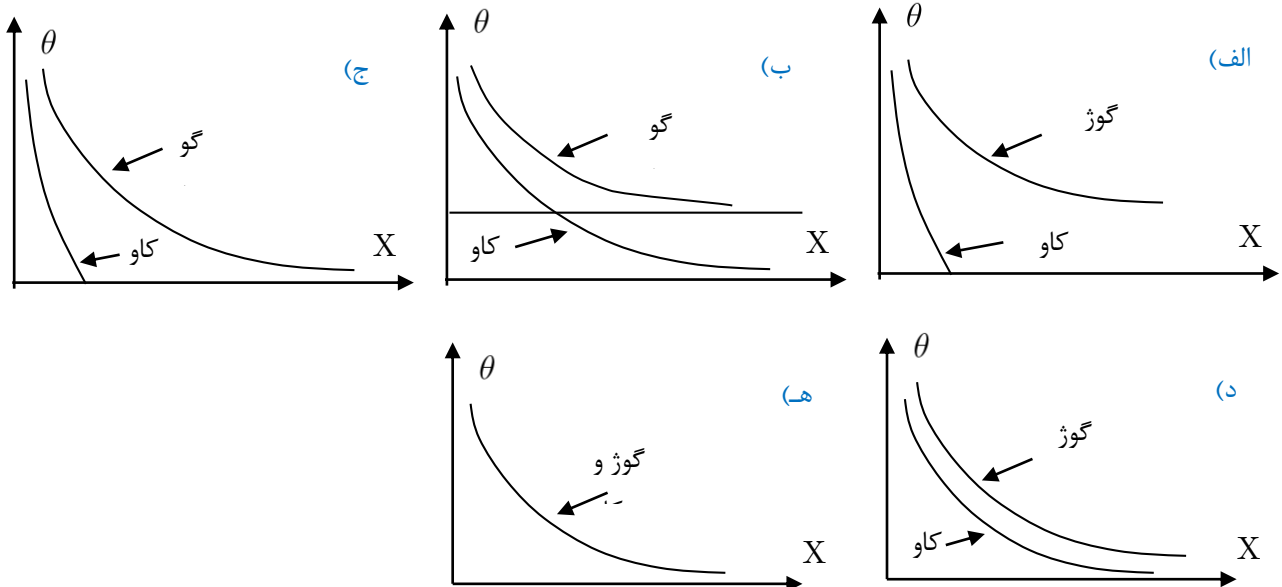 الف)
θ
گوژ
کاو
X
ب)
θ
گو
کاو
X
ج)
θ
گو
کاو
X
د)
θ
گوژ
کاو
X
هـ)
θ
گوژ و
X